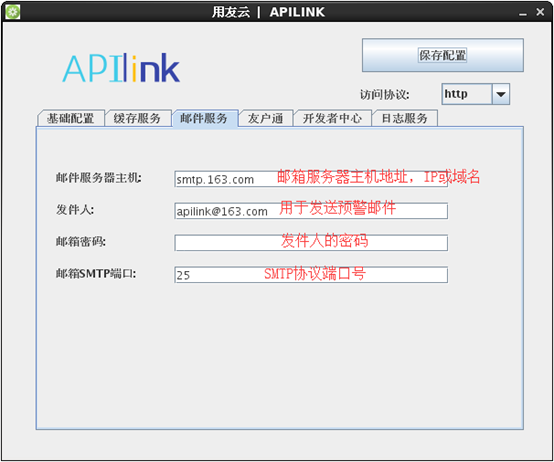 用友云 | APILINK
APIlink
保存配置
访问协议: http
基础配置 缓存服务 邮件服务 友户通 开发者中心 日志服务
邮件服务器主机: smtp.163.com 邮箱服务器主机地址，IP或域名
发件人: apilink@163.com 用于发送预警邮件
邮箱密码: 发件人的密码
邮箱SMTP端口: 25 SMTP协议端口号